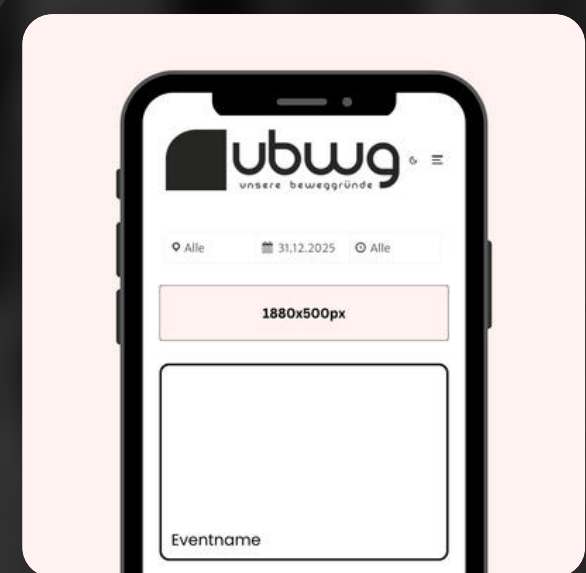 ubwg
unsere beweggründe
Alle 31.12.2025 Alle
1880x500px
Eventname